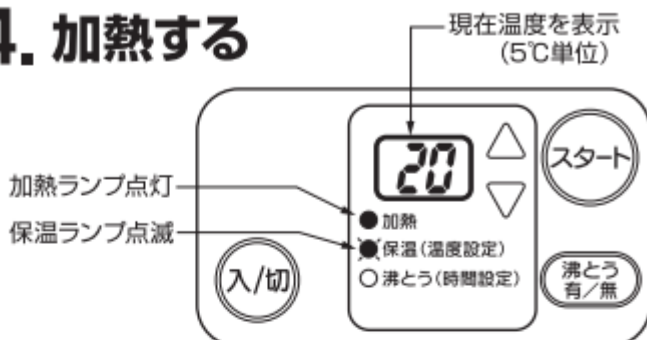 4. 加熱する
現在温度を表示
(5℃単位)
20
スタート
加熱ランプ点灯
加熱
保温ランプ点滅
保温(温度設定)
入/切
沸とう(時間設定)
沸とう
有/無